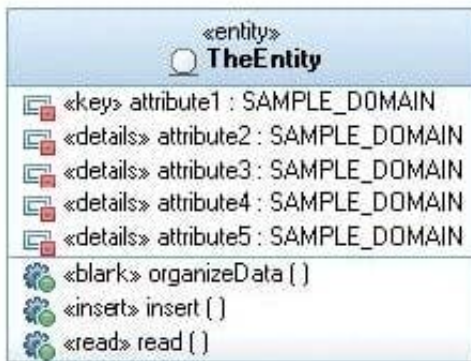 «entity»
TheEntity
«key» attribute1 : SAMPLE_DOMAIN
«details» attribute2 : SAMPLE_DOMAIN
«details» attribute3 : SAMPLE_DOMAIN
«details» attribute4 : SAMPLE_DOMAIN
«details» attribute5 : SAMPLE_DOMAIN
«blark» organizeData ( )
«insert» insert ( )
«read» read ( )